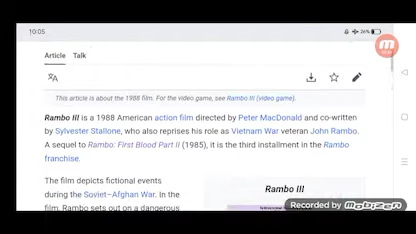 10:05
26%
Article Talk
This article is about the 1988 film. For the video game, see Rambo III (video game).
Rambo III is a 1988 American action film directed by Peter MacDonald and co-written
by Sylvester Stallone, who also reprises his role as Vietnam War veteran John Rambo.
A sequel to Rambo: First Blood Part II (1985), it is the third installment in the Rambo
franchise.
The film depicts fictional events
during the Soviet–Afghan War. In the
film, Rambo sets out on a dangerous
Rambo III
Recorded by mobizen